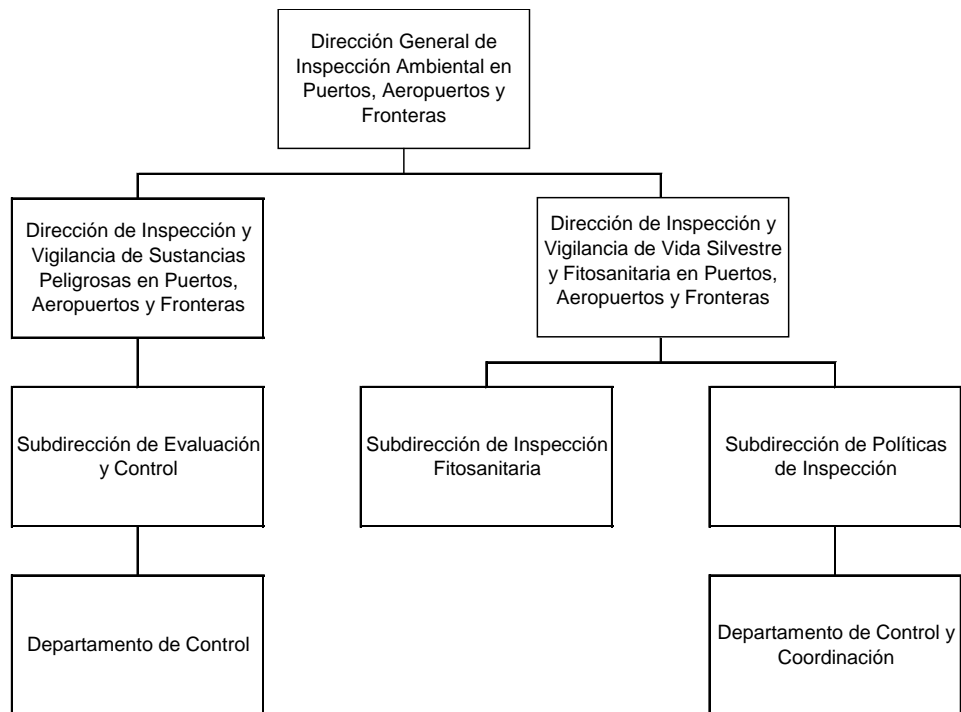 Dirección General de
Inspección Ambiental en
Puertos, Aeropuertos y
Fronteras
Dirección de Inspección y
Vigilancia de Sustancias
Peligrosas en Puertos,
Aeropuertos y Fronteras
Dirección de Inspección y
Vigilancia de Vida Silvestre
y Fitosanitaria en Puertos,
Aeropuertos y Fronteras
Subdirección de Evaluación
y Control
Subdirección de Inspección
Fitosanitaria
Subdirección de Políticas
de Inspección
Departamento de Control
Departamento de Control y
Coordinación